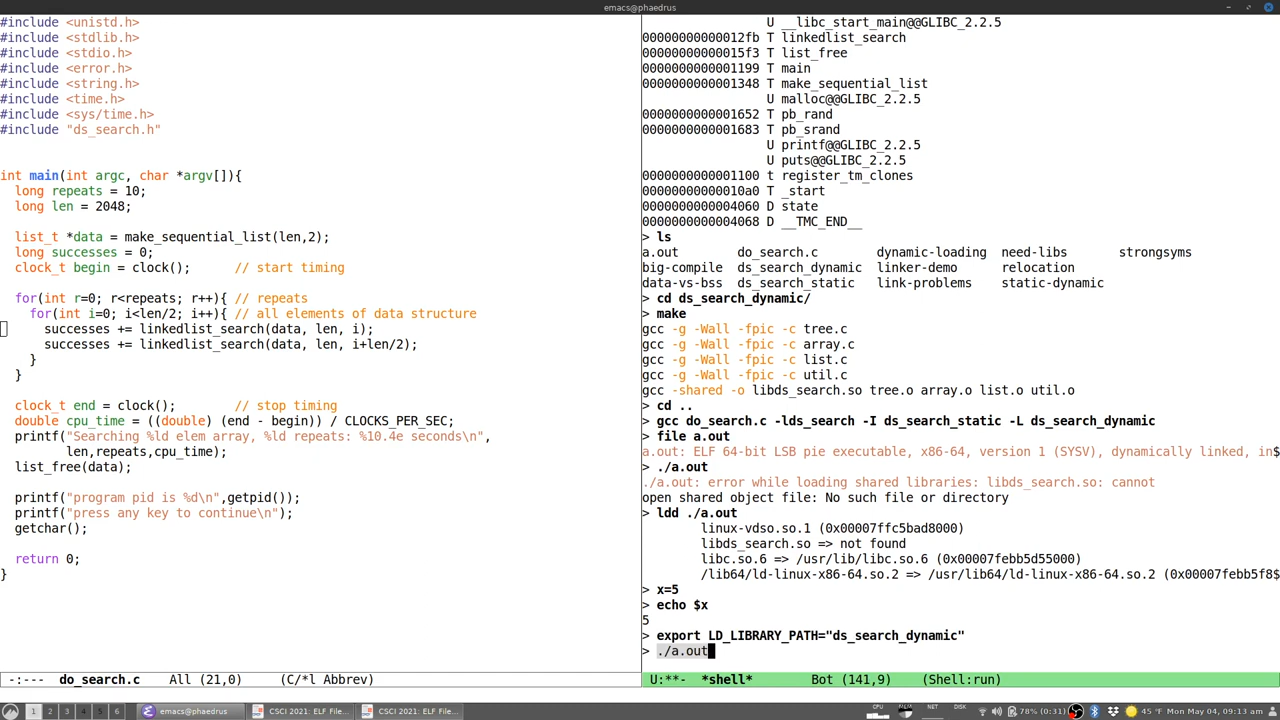 emacs@phaedrus
#include <unistd.h>
#include <stdlib.h>
#include <stdio.h>
#include <error.h>
#include <string.h>
#include <time.h>
#include <sys/time.h>
#include "ds_search.h"
int main(int argc, char *argv[]){
  long repeats = 10;
  long len = 2048;
  list_t *data = make_sequential_list(len,2);
  long successes = 0;
  clock_t begin = clock();      // start timing
  for(int r=0; r<repeats; r++){ // repeats
    for(int i=0; i<len/2; i++){ // all elements of data structure
      successes += linkedlist_search(data, len, i);
      successes += linkedlist_search(data, len, i+len/2);
    }
  }
  clock_t end = clock();        // stop timing
  double cpu_time = ((double) (end - begin)) / CLOCKS_PER_SEC;
  printf("Searching %ld elem array, %ld repeats: %10.4e seconds\n",
         len,repeats,cpu_time);
  list_free(data);
  printf("program pid is %d\n",getpid());
  printf("press any key to continue\n");
  getchar();
  return 0;
}
-:---  do_search.c    All (21,0)     (C/*l Abbrev)
                 U __libc_start_main@@GLIBC_2.2.5
00000000000012fb T linkedlist_search
00000000000015f3 T list_free
0000000000001199 T main
0000000000001348 T make_sequential_list
                 U malloc@@GLIBC_2.2.5
0000000000001652 T pb_rand
0000000000001683 T pb_srand
                 U printf@@GLIBC_2.2.5
                 U puts@@GLIBC_2.2.5
0000000000001100 t register_tm_clones
00000000000010a0 T _start
0000000000004060 D state
0000000000004068 D __TMC_END__
> ls
a.out        do_search.c        dynamic-loading  need-libs       strongsyms
big-compile  ds_search_dynamic  linker-demo      relocation
data-vs-bss  ds_search_static   link-problems    static-dynamic
> cd ds_search_dynamic/
> make
gcc -g -Wall -fpic -c tree.c
gcc -g -Wall -fpic -c array.c
gcc -g -Wall -fpic -c list.c
gcc -g -Wall -fpic -c util.c
gcc -shared -o libds_search.so tree.o array.o list.o util.o
> cd ..
> gcc do_search.c -lds_search -I ds_search_static -L ds_search_dynamic
> file a.out
a.out: ELF 64-bit LSB pie executable, x86-64, version 1 (SYSV), dynamically linked, in$
> ./a.out
./a.out: error while loading shared libraries: libds_search.so: cannot
open shared object file: No such file or directory
> ldd ./a.out
        linux-vdso.so.1 (0x00007ffc5bad8000)
        libds_search.so => not found
        libc.so.6 => /usr/lib/libc.so.6 (0x00007febb5d55000)
        /lib64/ld-linux-x86-64.so.2 => /usr/lib64/ld-linux-x86-64.so.2 (0x00007febb5f8$
> x=5
> echo $x
5
> export LD_LIBRARY_PATH="ds_search_dynamic"
> ./a.out
U:**-  *shell*        Bot (141,9)    (Shell:run)
1 2 3 4 5 6 emacs@phaedrus CSCI 2021: ELF File... CSCI 2021: ELF File... CPU MEM NET DISK 78% (0:31) 45 °F Mon May 04, 09:13 am